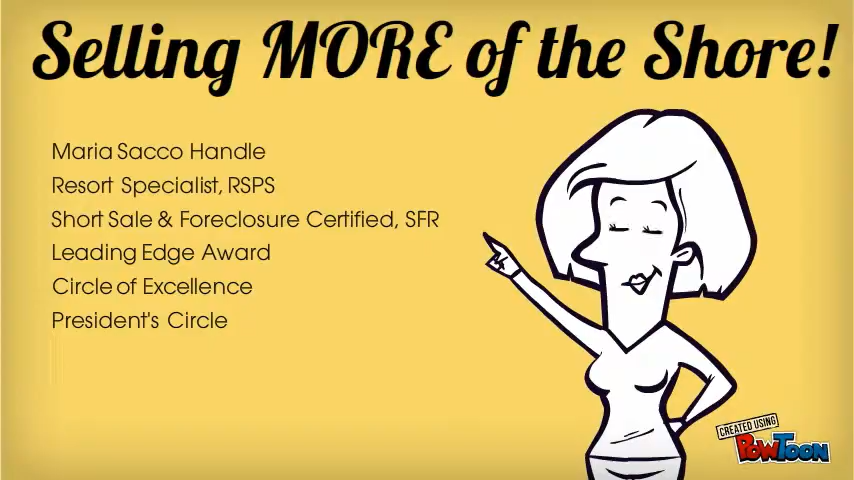 Selling MORE of the Shore!
Maria Sacco Handle
Resort Specialist, RSPS
Short Sale & Foreclosure Certified, SFR
Leading Edge Award
Circle of Excellence
President's Circle
CREATED USING
POWTOON